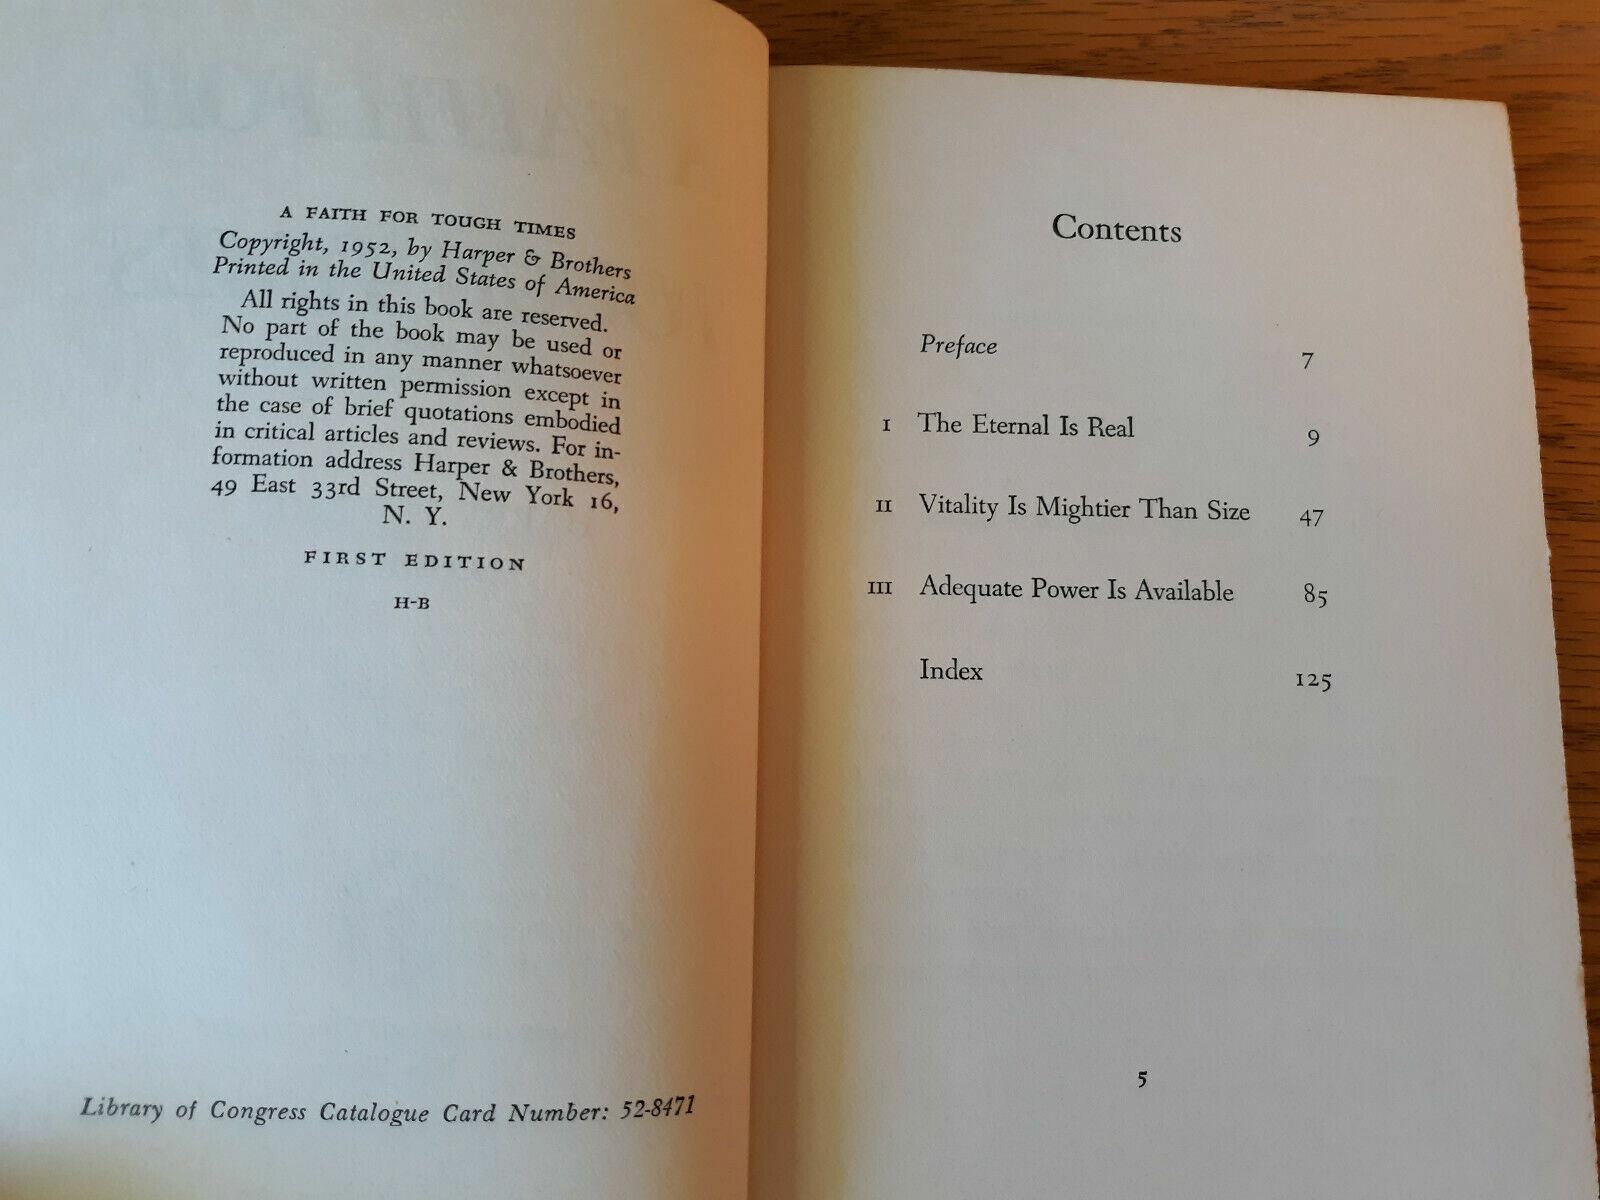 A FAITH FOR TOUGH TIMES
Copyright, 1952, by Harper & Brothers
Printed in the United States of America
All rights in this book are reserved.
No part of the book may be used or
reproduced in any manner whatsoever
without written permission except in
the case of brief quotations embodied
in critical articles and reviews. For in-
formation address Harper & Brothers,
49 East 33rd Street, New York 16,
N. Y.
FIRST EDITION
H-B
Library of Congress Catalogue Card Number: 52-8471
Contents
Preface 7
I The Eternal Is Real 9
II Vitality Is Mightier Than Size 47
III Adequate Power Is Available 85
Index 125
5